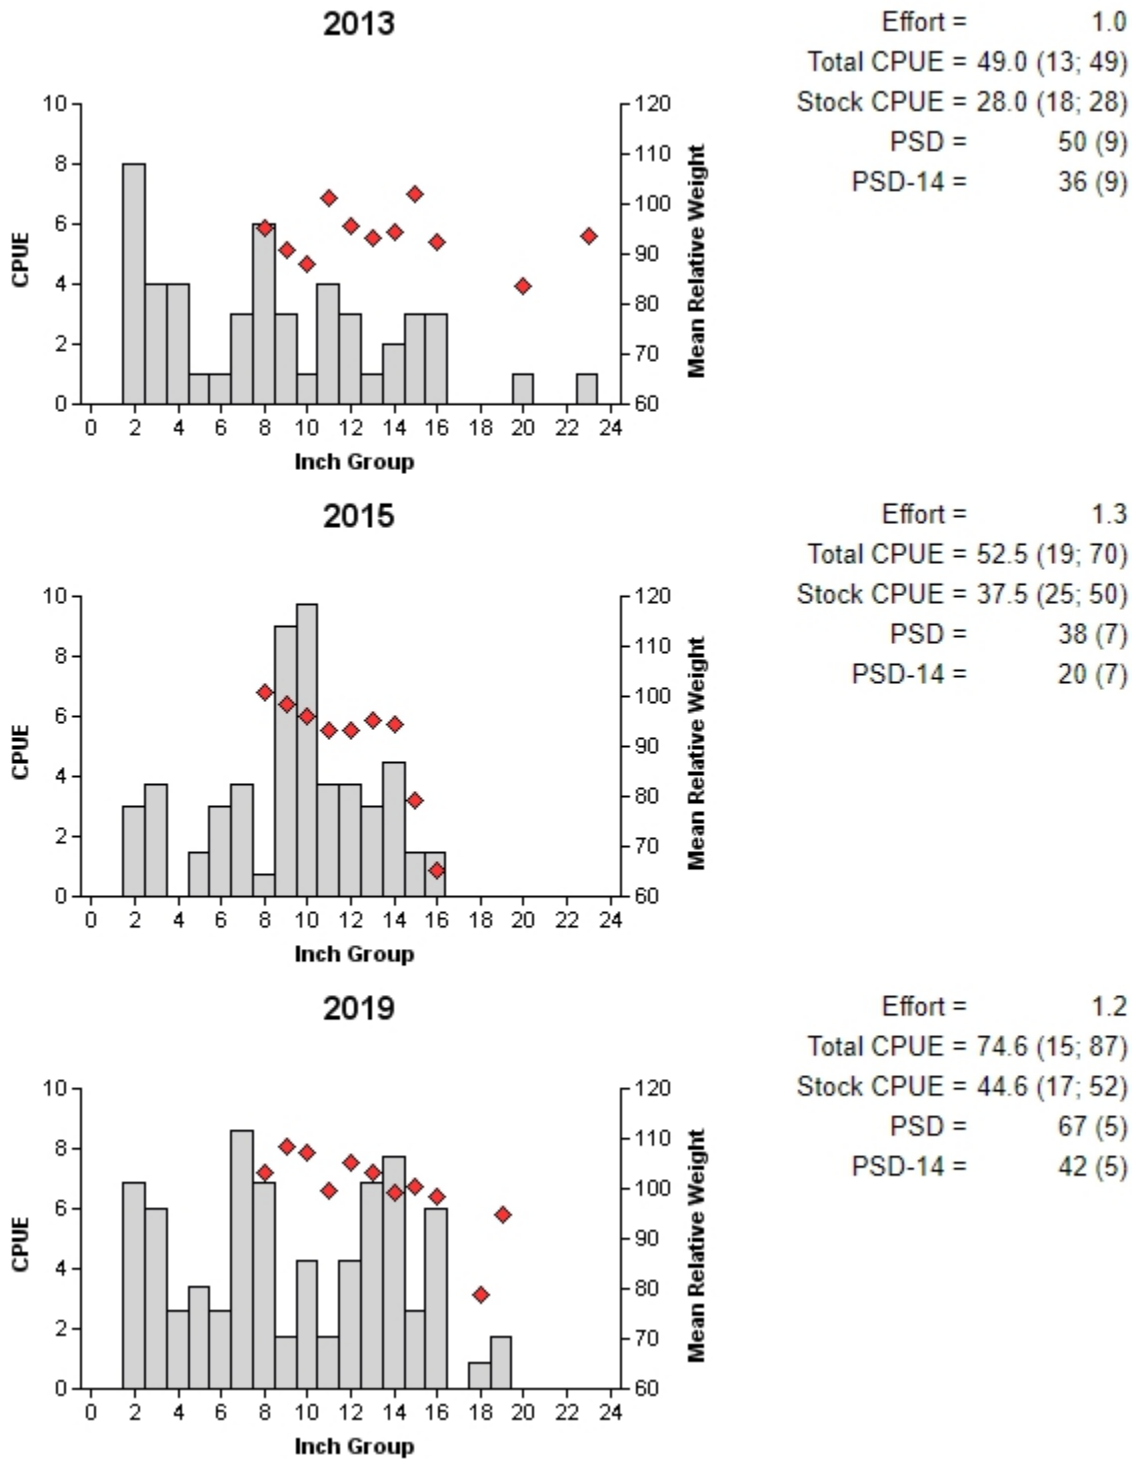 2013
Effort = 1.0
Total CPUE = 49.0 (13; 49)
Stock CPUE = 28.0 (18; 28)
PSD = 50 (9)
PSD-14 = 36 (9)
10 120
110
8
100
6
90
4
80
2
70
0 60
CPUE
Mean Relative Weight
0 2 4 6 8 10 12 14 16 18 20 22 24
Inch Group
2015
Effort = 1.3
Total CPUE = 52.5 (19; 70)
Stock CPUE = 37.5 (25; 50)
PSD = 38 (7)
PSD-14 = 20 (7)
10 120
110
8
100
6
90
4
80
2
70
0 60
CPUE
Mean Relative Weight
0 2 4 6 8 10 12 14 16 18 20 22 24
Inch Group
2019
Effort = 1.2
Total CPUE = 74.6 (15; 87)
Stock CPUE = 44.6 (17; 52)
PSD = 67 (5)
PSD-14 = 42 (5)
10 120
110
8
100
6
90
4
80
2
70
0 60
CPUE
Mean Relative Weight
0 2 4 6 8 10 12 14 16 18 20 22 24
Inch Group